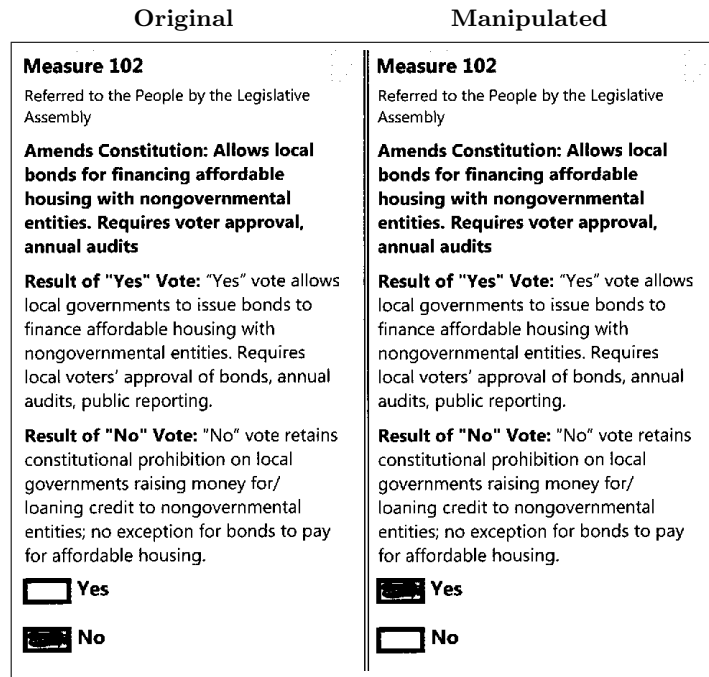 Original
Manipulated
Measure 102
Referred to the People by the Legislative
Assembly
Amends Constitution: Allows local
bonds for financing affordable
housing with nongovernmental
entities. Requires voter approval,
annual audits
Result of "Yes" Vote: “Yes” vote allows
local governments to issue bonds to
finance affordable housing with
nongovernmental entities. Requires
local voters’ approval of bonds, annual
audits, public reporting.
Result of "No" Vote: “No” vote retains
constitutional prohibition on local
governments raising money for/
loaning credit to nongovernmental
entities; no exception for bonds to pay
for affordable housing.
Yes
No
Measure 102
Referred to the People by the Legislative
Assembly
Amends Constitution: Allows local
bonds for financing affordable
housing with nongovernmental
entities. Requires voter approval,
annual audits
Result of "Yes" Vote: “Yes” vote allows
local governments to issue bonds to
finance affordable housing with
nongovernmental entities. Requires
local voters’ approval of bonds, annual
audits, public reporting.
Result of "No" Vote: “No” vote retains
constitutional prohibition on local
governments raising money for/
loaning credit to nongovernmental
entities; no exception for bonds to pay
for affordable housing.
Yes
No